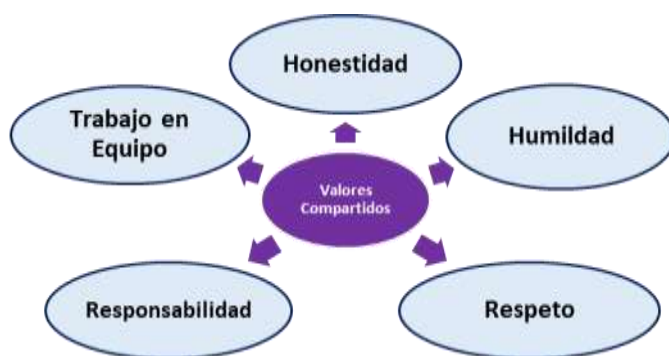 Honestidad
Trabajo en
Equipo
Humildad
Valores
Compartidos
Responsabilidad
Respeto